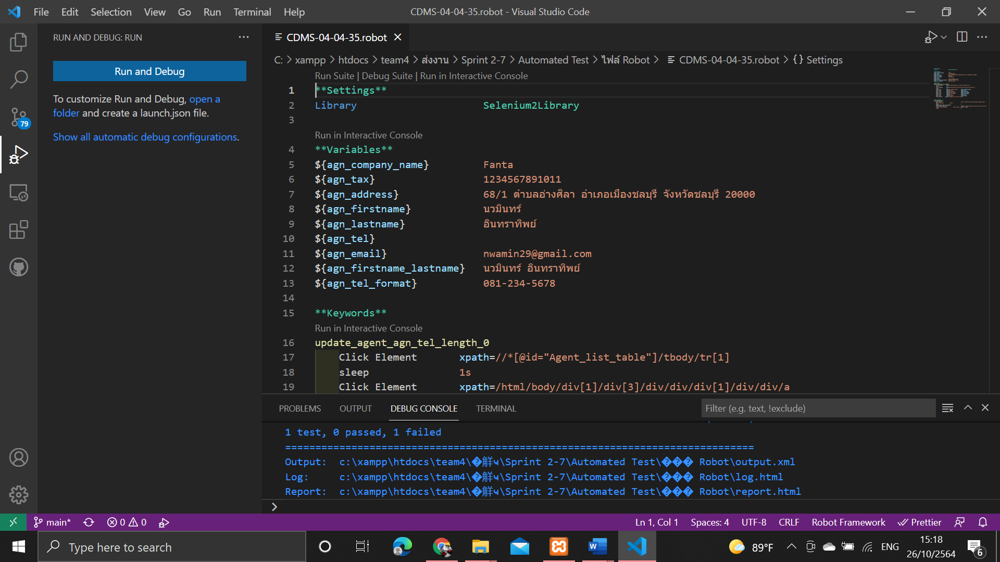 File Edit Selection View Go Run Terminal Help
CDMS-04-04-35.robot - Visual Studio Code
RUN AND DEBUG: RUN
Run and Debug
To customize Run and Debug, open a
folder and create a launch.json file.
Show all automatic debug configurations.
79
CDMS-04-04-35.robot
C: > xampp > htdocs > team4 > ส่งงาน > Sprint 2-7 > Automated Test > ไฟล์ Robot > CDMS-04-04-35.robot > {} Settings
Run Suite | Debug Suite | Run in Interactive Console
1 **Settings**
2 Library Selenium2Library
3
Run in Interactive Console
4 **Variables**
5 ${agn_company_name} Fanta
6 ${agn_tax} 1234567891011
7 ${agn_address} 68/1 ตำบลอ่างศิลา อำเภอเมืองชลบุรี จังหวัดชลบุรี 20000
8 ${agn_firstname} นวมินทร์
9 ${agn_lastname} อินทราทิพย์
10 ${agn_tel}
11 ${agn_email} nwamin29@gmail.com
12 ${agn_firstname_lastname} นวมินทร์ อินทราทิพย์
13 ${agn_tel_format} 081-234-5678
14
15 **Keywords**
Run in Interactive Console
16 update_agent_agn_tel_length_0
17 Click Element xpath=//*[@id="Agent_list_table"]/tbody/tr[1]
18 sleep 1s
19 Click Element xpath=/html/body/div[1]/div[3]/div/div/div[1]/div/div/a
PROBLEMS OUTPUT DEBUG CONSOLE TERMINAL
Filter (e.g. text, !exclude)
1 test, 0 passed, 1 failed
==============================================================================
Output: c:\xampp\htdocs\team4\�觧ҹ\Sprint 2-7\Automated Test\��� Robot\output.xml
Log: c:\xampp\htdocs\team4\�觧ҹ\Sprint 2-7\Automated Test\��� Robot\log.html
Report: c:\xampp\htdocs\team4\�觧ҹ\Sprint 2-7\Automated Test\��� Robot\report.html
main* 0 0
Ln 1, Col 1 Spaces: 4 UTF-8 CRLF Robot Framework Prettier
Type here to search
89°F ENG
15:18
26/10/2564
6